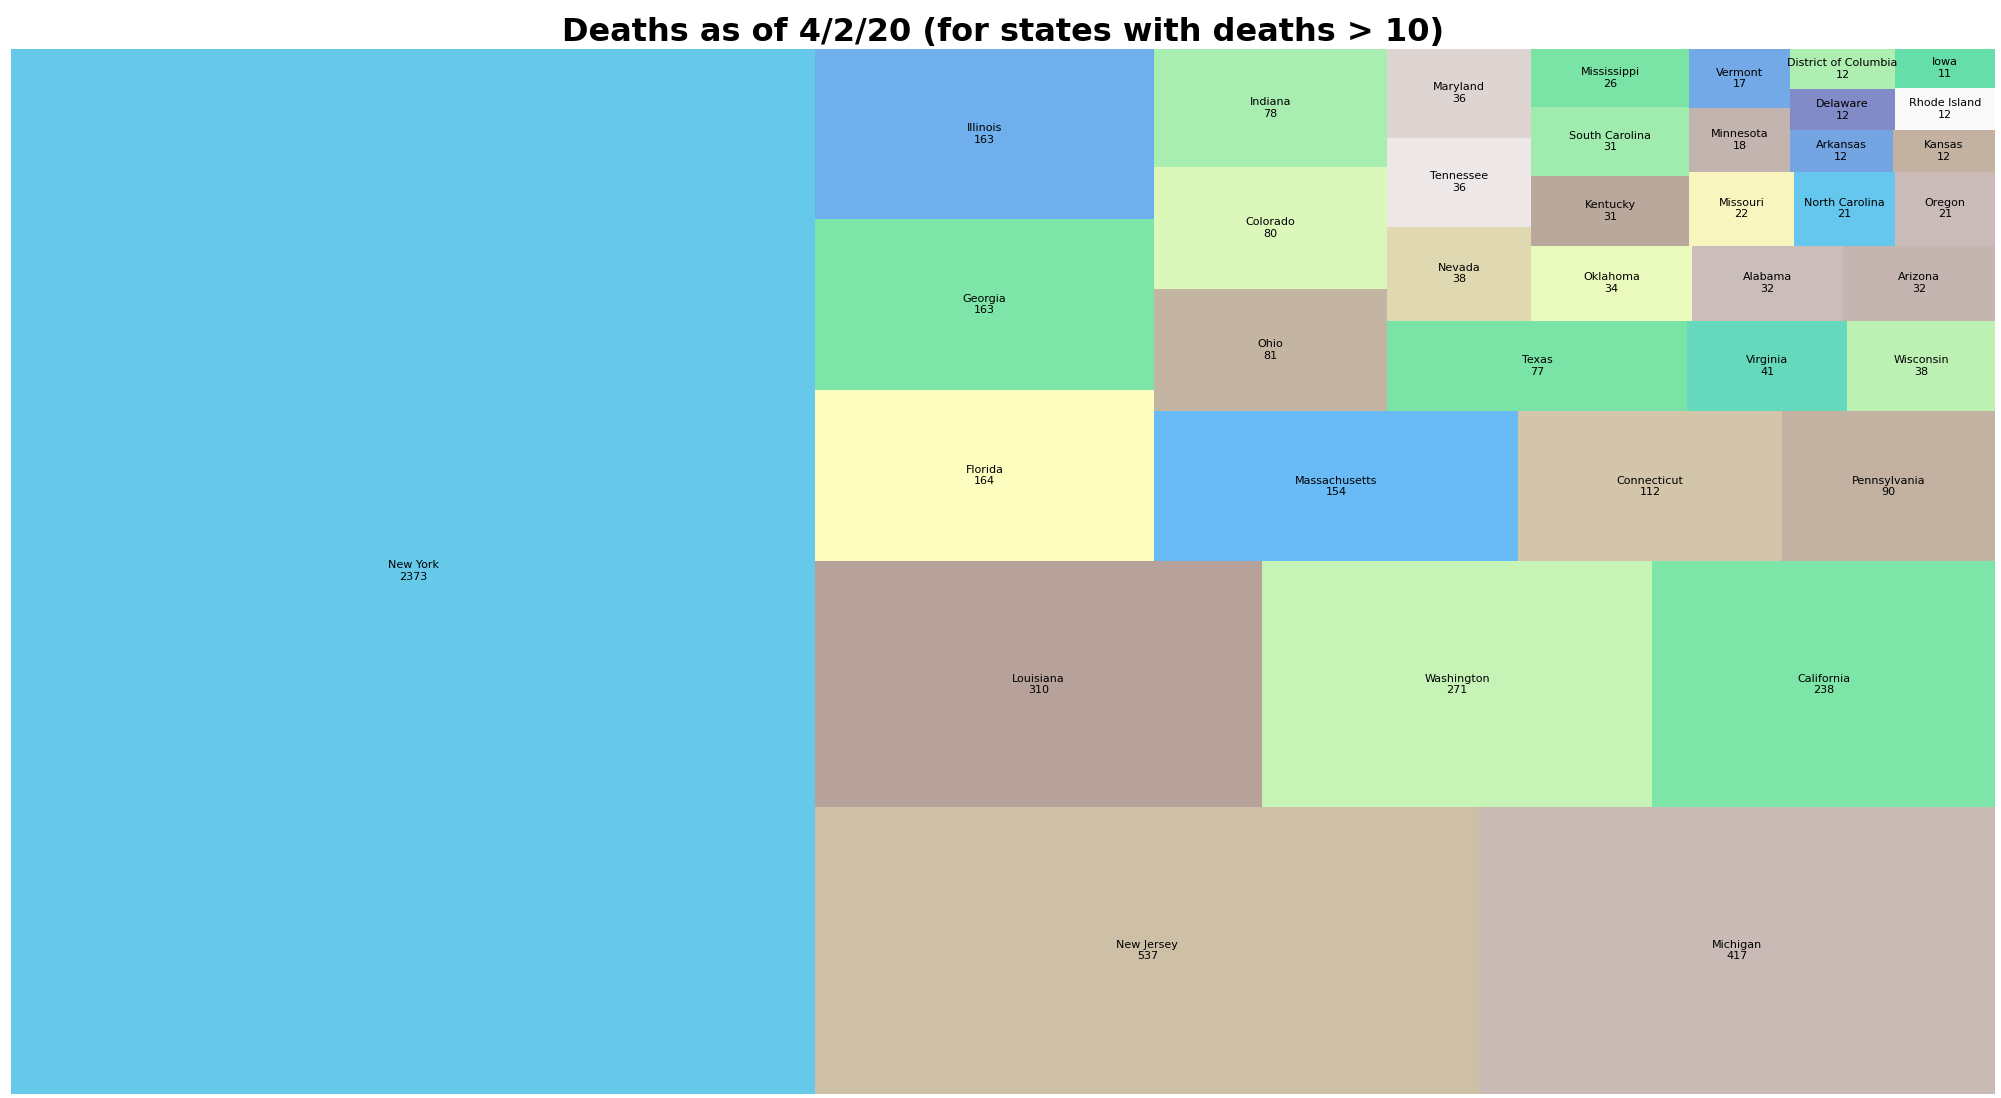 Deaths as of 4/2/20 (for states with deaths > 10)
New York
2373
Illinois
163
Georgia
163
Florida
164
Indiana
78
Colorado
80
Ohio
81
Maryland
36
Tennessee
36
Nevada
38
Mississippi
26
South Carolina
31
Kentucky
31
Vermont
17
Minnesota
18
District of Columbia
12
Iowa
11
Delaware
12
Rhode Island
12
Arkansas
12
Kansas
12
Missouri
22
North Carolina
21
Oregon
21
Oklahoma
34
Alabama
32
Arizona
32
Texas
77
Virginia
41
Wisconsin
38
Massachusetts
154
Connecticut
112
Pennsylvania
90
Louisiana
310
Washington
271
California
238
New Jersey
537
Michigan
417